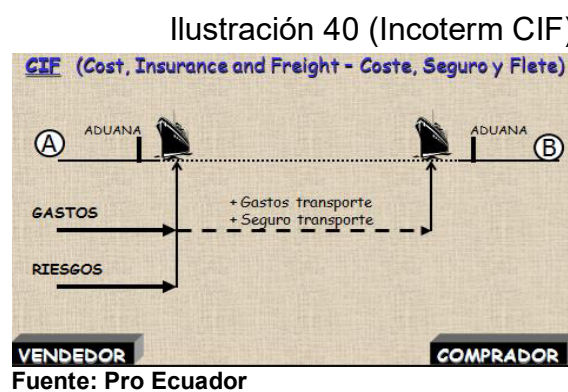 Ilustración 40 (Incoterm CIF)
CIF (Cost, Insurance and Freight - Coste, Seguro y Flete)
A ADUANA ADUANA B
GASTOS
+ Gastos transporte
+ Seguro transporte
RIESGOS
VENDEDOR COMPRADOR
Fuente: Pro Ecuador